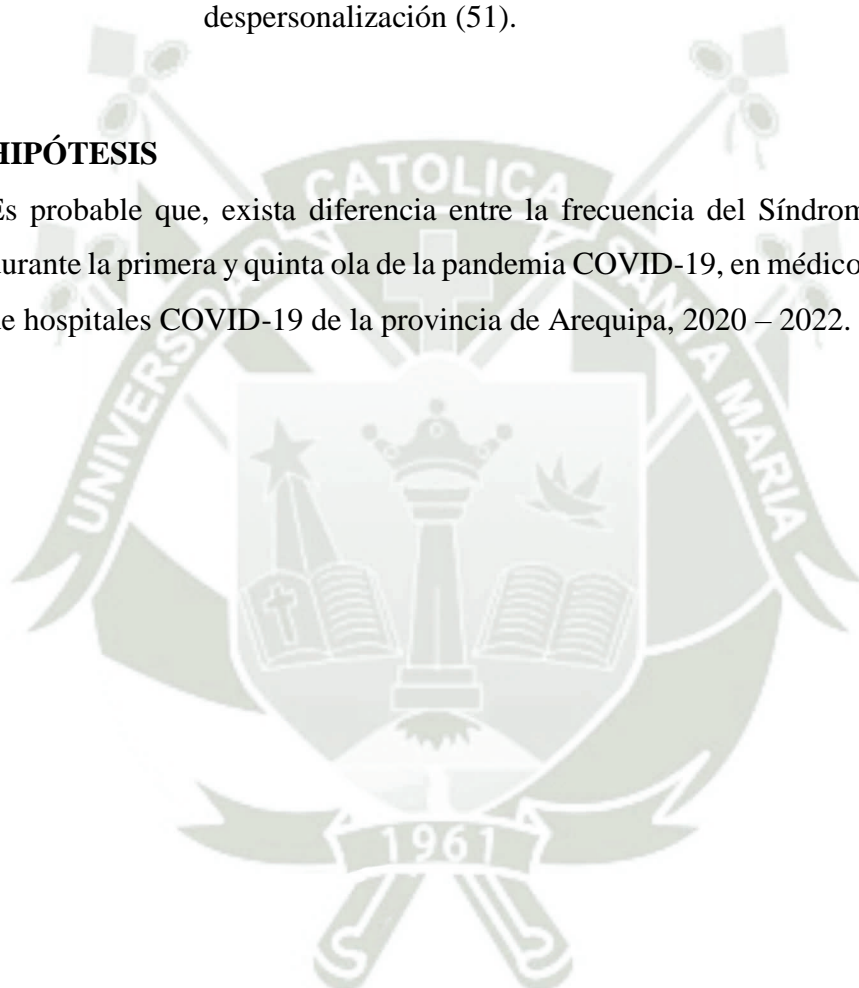 despersonalización (51).
HIPÓTESIS
Es probable que, exista diferencia entre la frecuencia del Síndrom
durante la primera y quinta ola de la pandemia COVID-19, en médico
de hospitales COVID-19 de la provincia de Arequipa, 2020 – 2022.
UNIVERSIDAD CATOLICA SANTA MARIA
1961